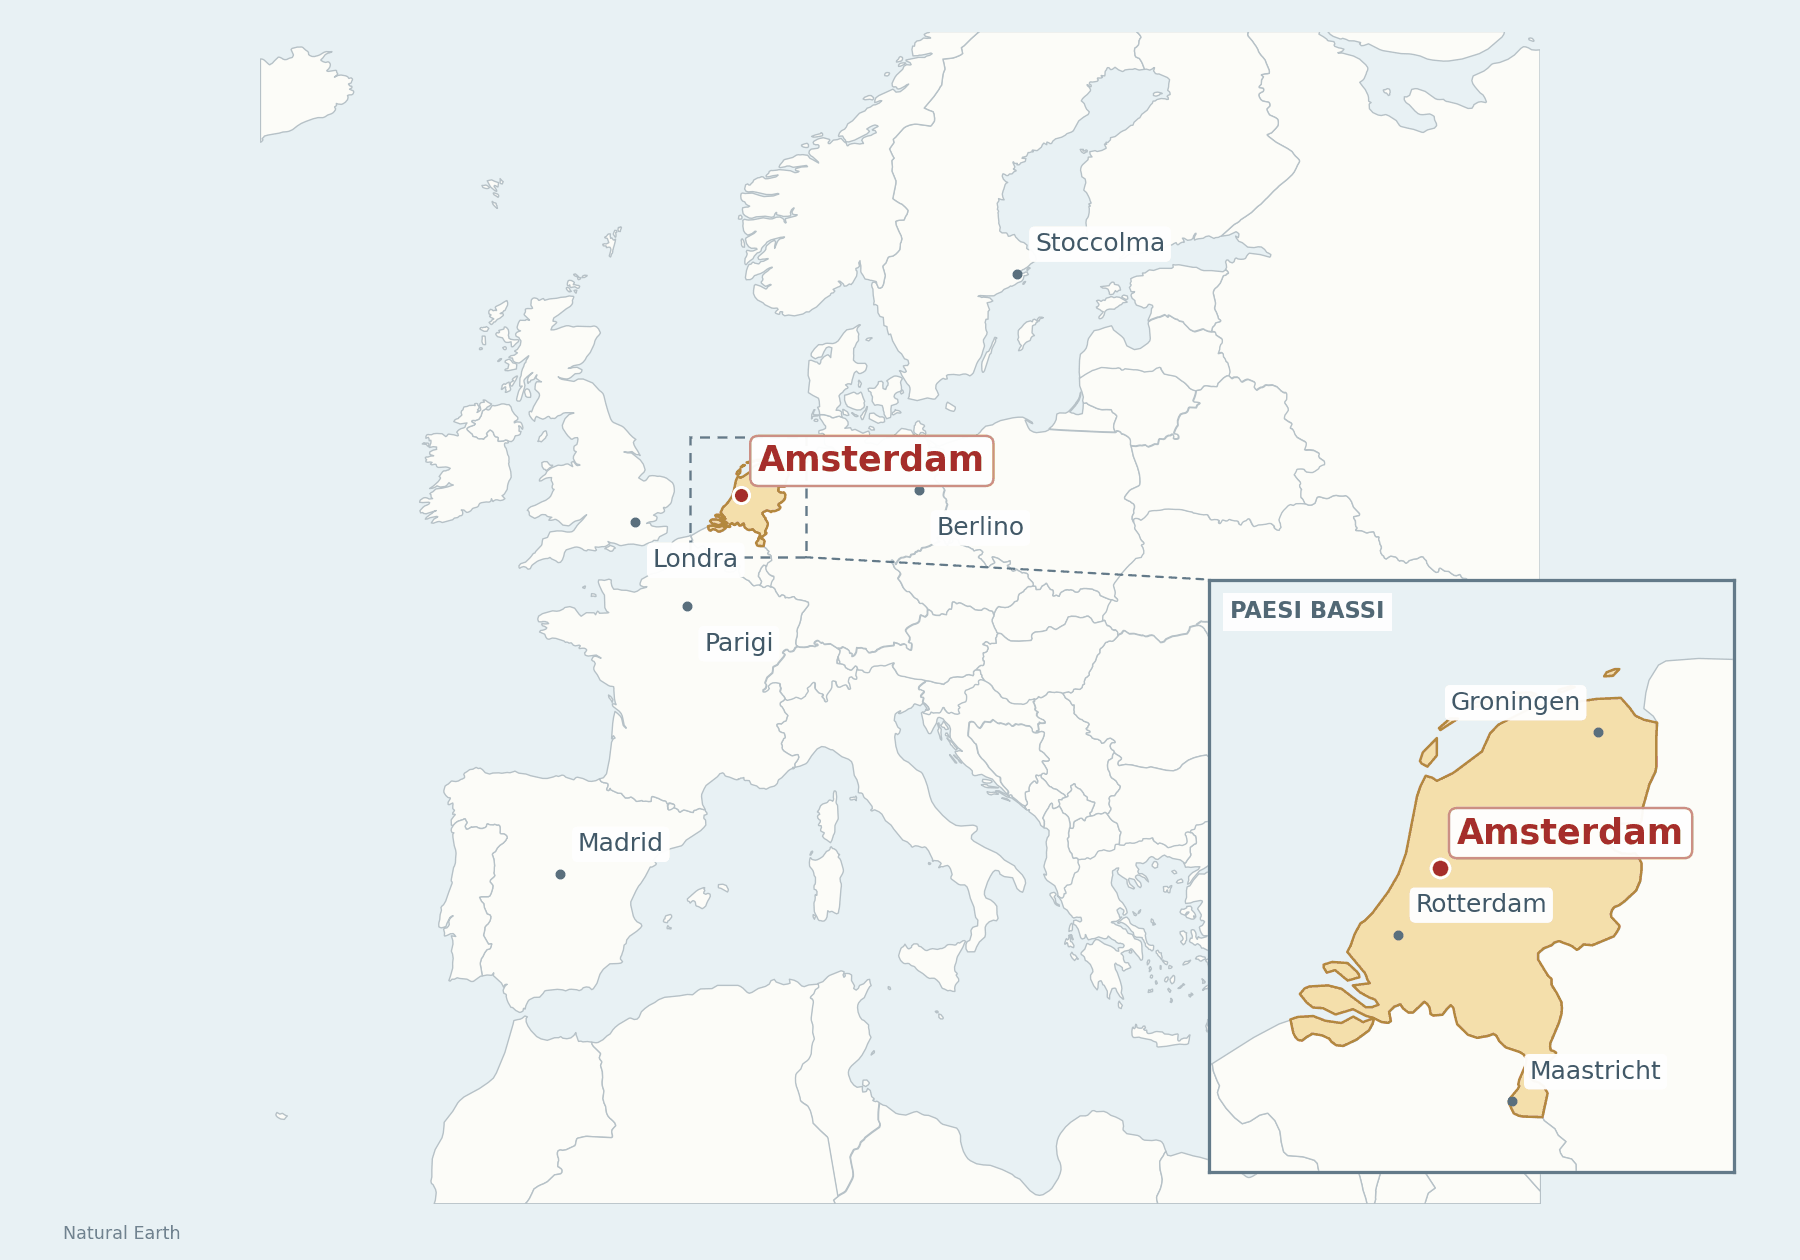 Stoccolma
Amsterdam
Berlino
Londra
Parigi
Madrid
PAESI BASSI
Groningen
Amsterdam
Rotterdam
Maastricht
Natural Earth